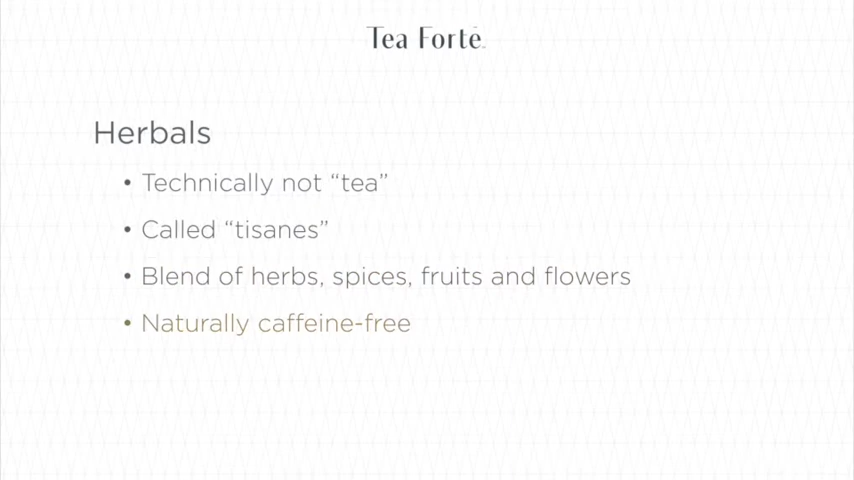 Tea Forté
Herbals
• Technically not “tea”
• Called “tisanes”
• Blend of herbs, spices, fruits and flowers
• Naturally caffeine-free